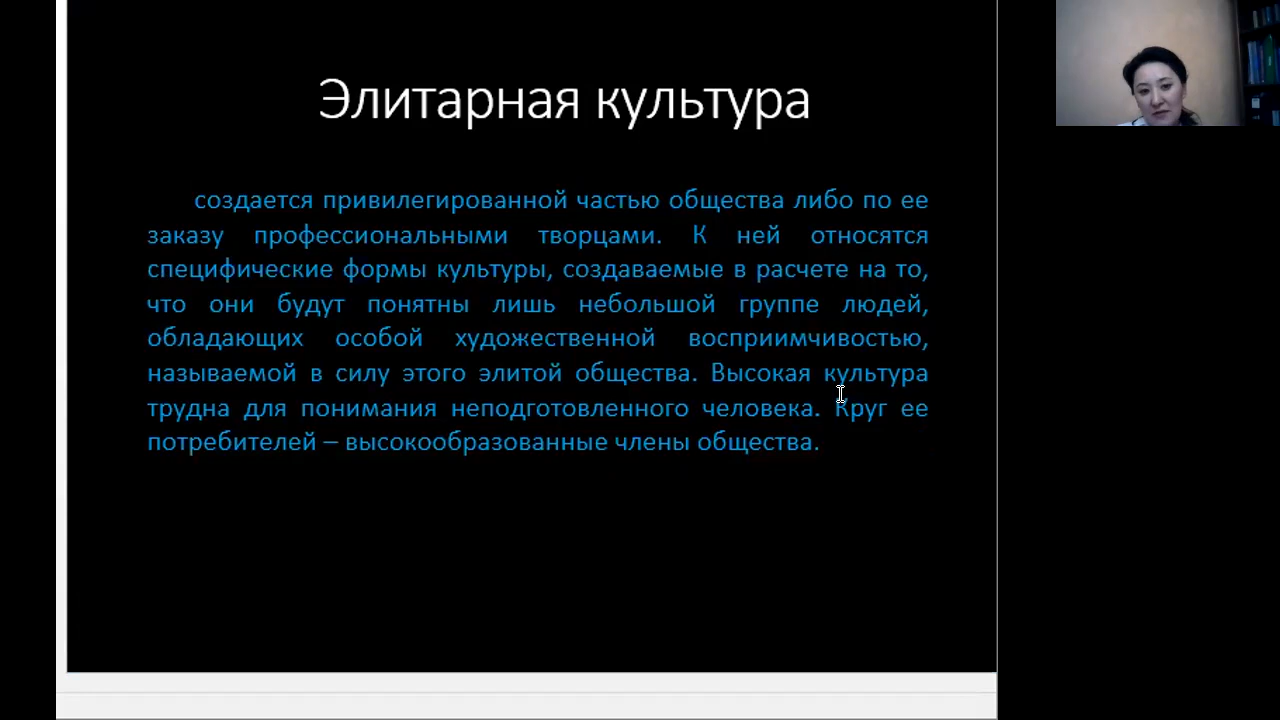 Элитарная культура
создается привилегированной частью общества либо по ее
заказу профессиональными творцами. К ней относятся
специфические формы культуры, создаваемые в расчете на то,
что они будут понятны лишь небольшой группе людей,
обладающих особой художественной восприимчивостью,
называемой в силу этого элитой общества. Высокая культура
трудна для понимания неподготовленного человека. Круг ее
потребителей – высокообразованные члены общества.